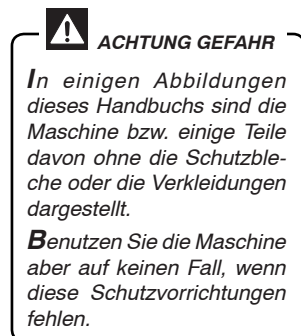 ACHTUNG GEFAHR
In einigen Abbildungen
dieses Handbuchs sind die
Maschine bzw. einige Teile
davon ohne die Schutzble-
che oder die Verkleidungen
dargestellt.
Benutzen Sie die Maschine
aber auf keinen Fall, wenn
diese Schutzvorrichtungen
fehlen.